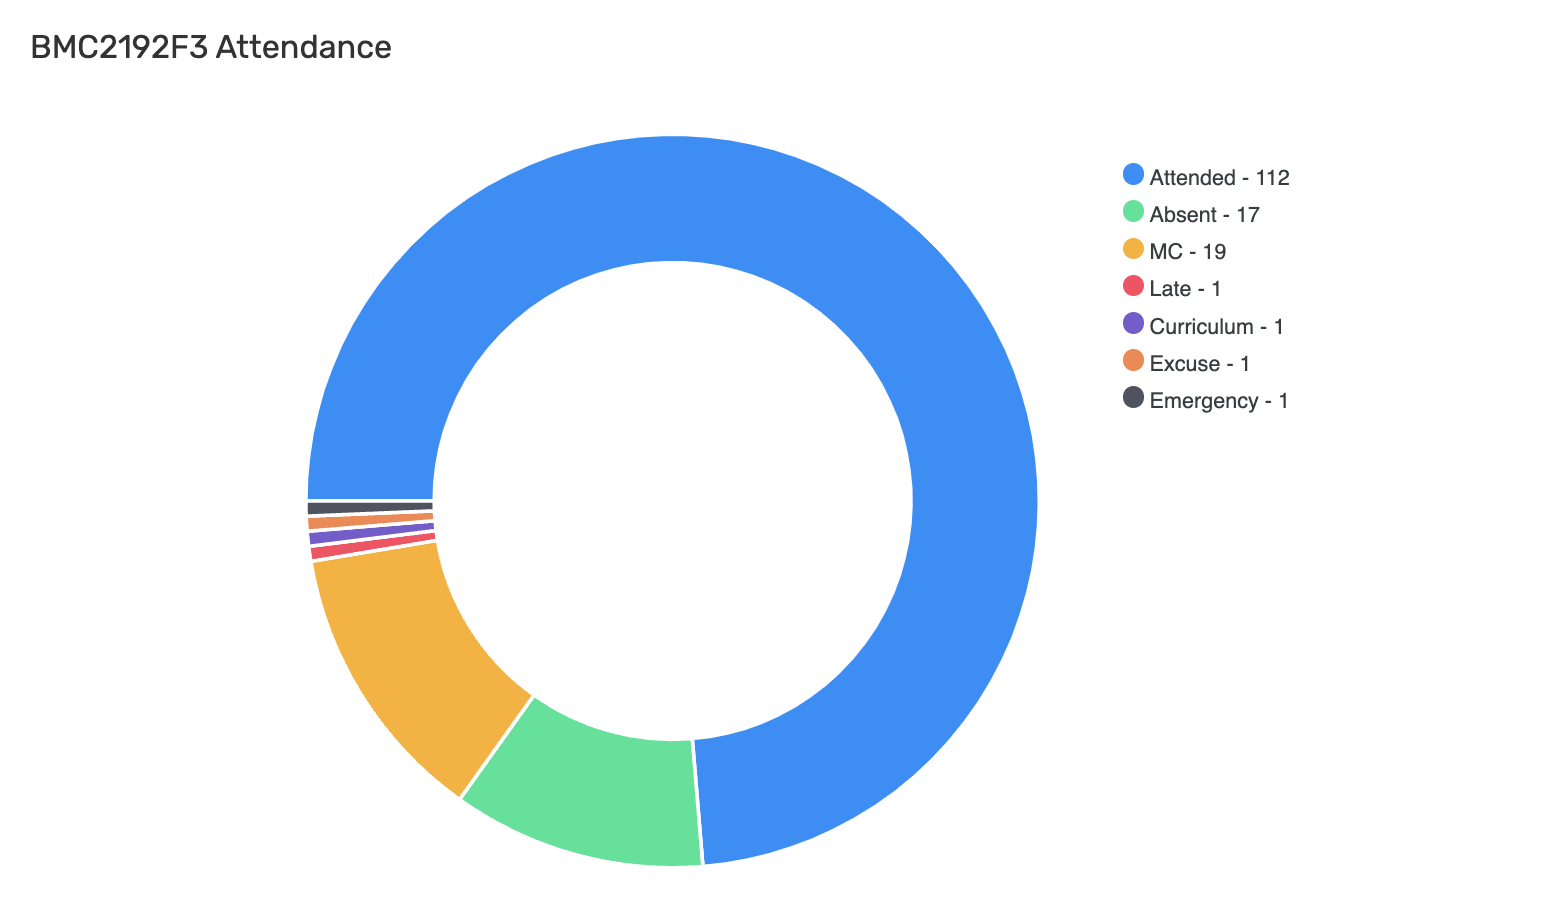 BMC2192F3 Attendance
Attended - 112
Absent - 17
MC - 19
Late - 1
Curriculum - 1
Excuse - 1
Emergency - 1